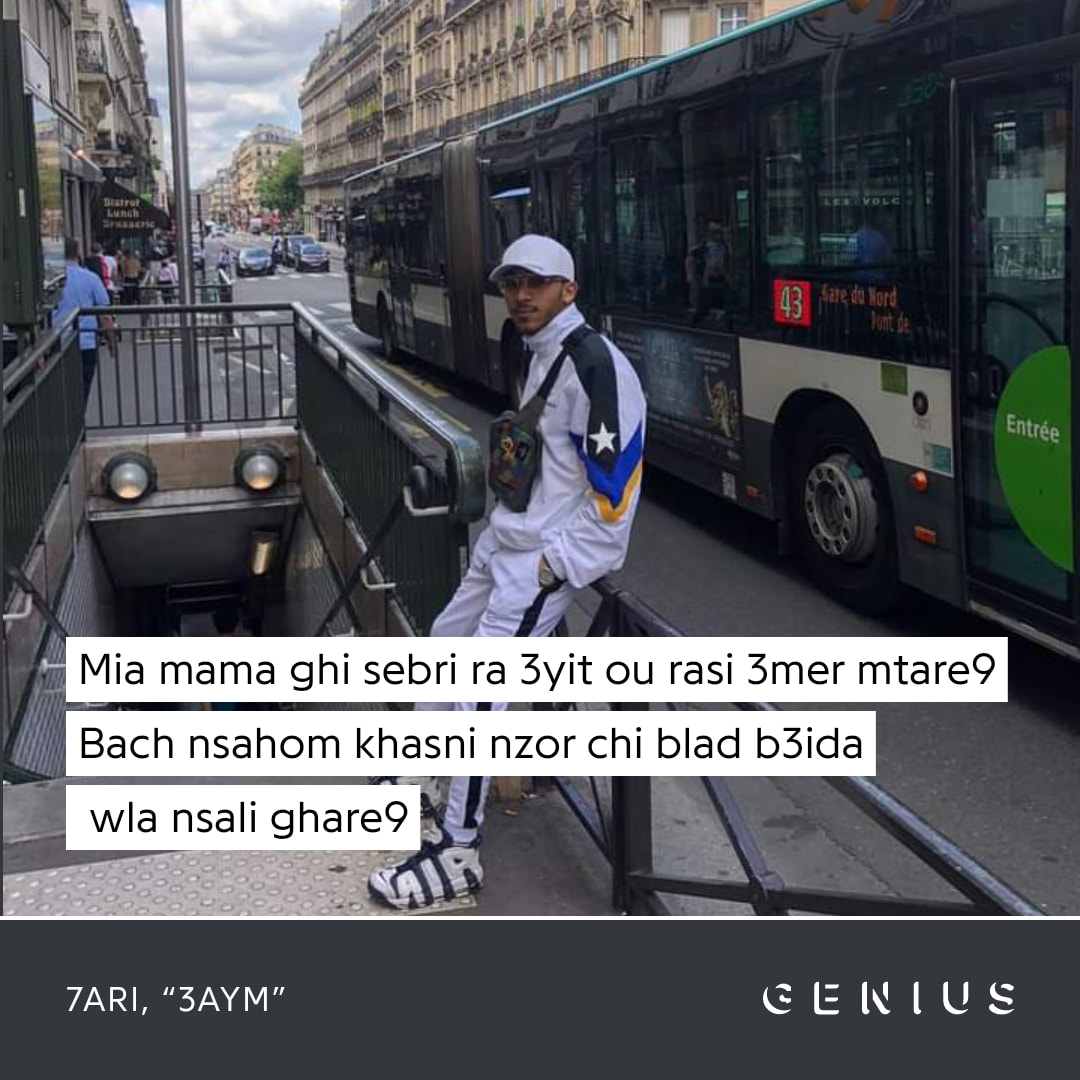 Bistrot
Lunch
Brasserie
LES VOLC
43 Gare du Nord
Pont de
Entrée
Mia mama ghi sebri ra 3yit ou rasi 3mer mtare9
Bach nsahom khasni nzor chi blad b3ida
wla nsali ghare9
7ARI, “3AYM”
GENIUS